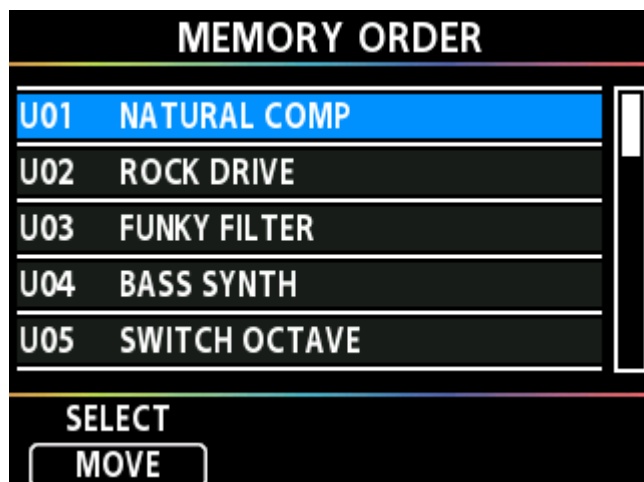 MEMORY ORDER
U01 NATURAL COMP
U02 ROCK DRIVE
U03 FUNKY FILTER
U04 BASS SYNTH
U05 SWITCH OCTAVE
SELECT
MOVE